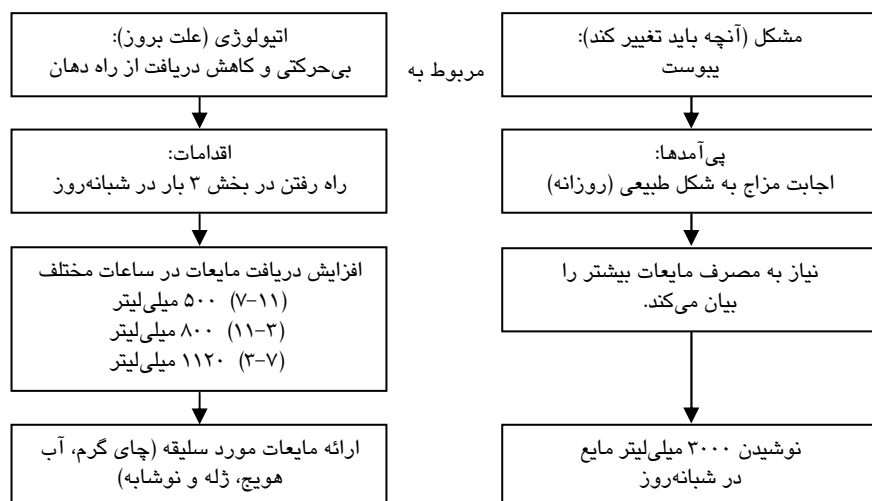 مشکل (آنچه باید تغییر کند):
یبوست
مربوط به
اتیولوژی (علت بروز):
بی‌حرکتی و کاهش دریافت از راه دهان
پی‌آمدها:
اجابت مزاج به شکل طبیعی (روزانه)
اقدامات:
راه رفتن در بخش ۳ بار در شبانه‌روز
نیاز به مصرف مایعات بیشتر را
بیان می‌کند.
افزایش دریافت مایعات در ساعات مختلف
(۷-۱۱) ۵۰۰ میلی‌لیتر
(۱۱-۳) ۸۰۰ میلی‌لیتر
(۳-۷) ۱۱۲۰ میلی‌لیتر
نوشیدن ۳۰۰۰ میلی‌لیتر مایع
در شبانه‌روز
ارائه مایعات مورد سلیقه (چای گرم، آب
هویج، ژله و نوشابه)